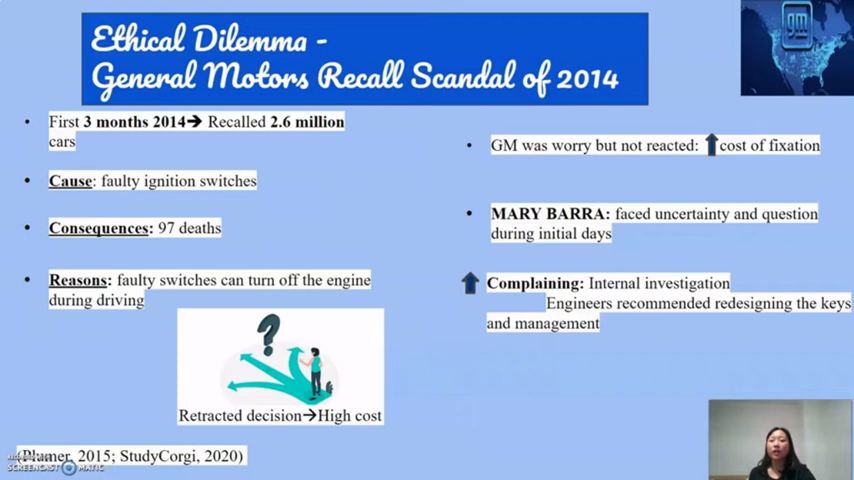 Ethical Dilemma -
General Motors Recall Scandal of 2014
gm
• First 3 months 2014➔ Recalled 2.6 million
cars
• Cause: faulty ignition switches
• Consequences: 97 deaths
• Reasons: faulty switches can turn off the engine
during driving
?
Retracted decision➔High cost
• GM was worry but not reacted: ⬆ cost of fixation
• MARY BARRA: faced uncertainty and question
during initial days
⬆ Complaining: Internal investigation
Engineers recommended redesigning the keys
and management
(Plumer, 2015; StudyCorgi, 2020)
SCREENCAST MATIC